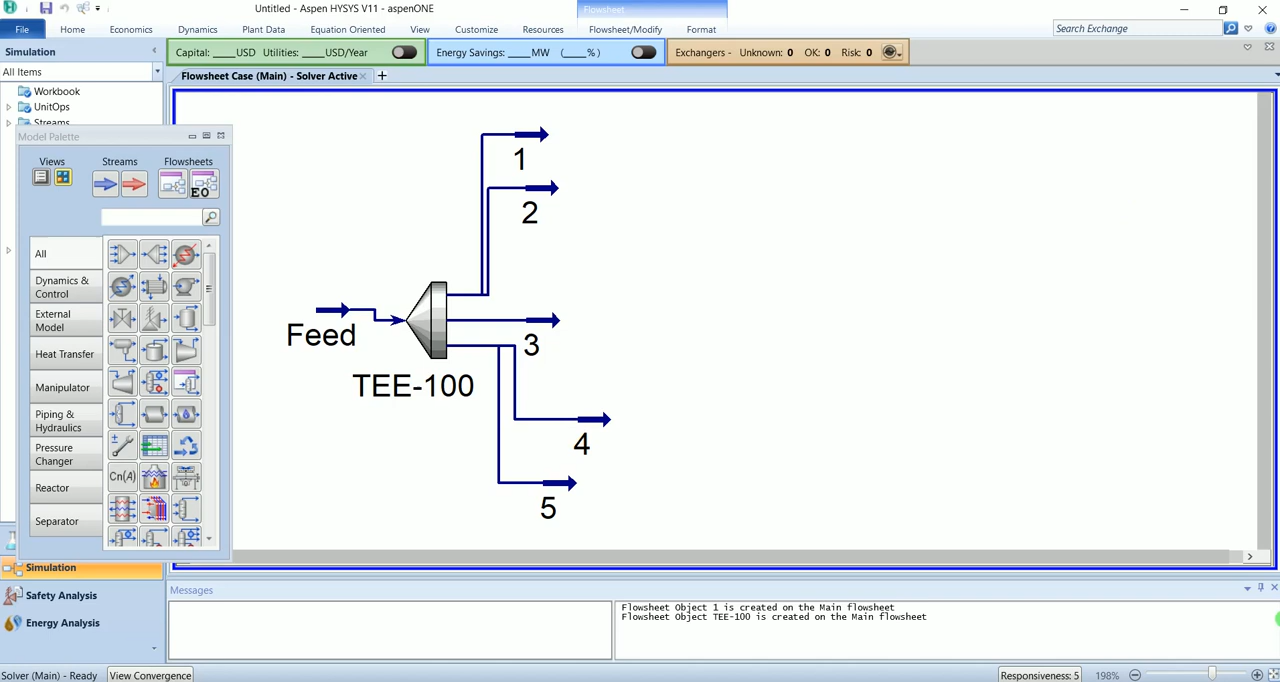 Untitled - Aspen HYSYS V11 - aspenONE
Flowsheet
File Home Economics Dynamics Plant Data Equation Oriented View Customize Resources Flowsheet/Modify Format
Search Exchange
Simulation
Capital: ____USD Utilities: ____USD/Year
Energy Savings: ____MW (____%)
Exchangers - Unknown: 0 OK: 0 Risk: 0
All Items
Flowsheet Case (Main) - Solver Active
Workbook
UnitOps
Streams
Model Palette
Views Streams Flowsheets
EO
All
Dynamics &
Control
External
Model
Heat Transfer
Manipulator
Piping &
Hydraulics
Pressure
Changer
Cn(A)
Reactor
Separator
1
2
Feed
3
TEE-100
4
5
Simulation
Safety Analysis
Energy Analysis
Messages
Flowsheet Object 1 is created on the Main flowsheet
Flowsheet Object TEE-100 is created on the Main flowsheet
Solver (Main) - Ready
View Convergence
Responsiveness: 5
198%